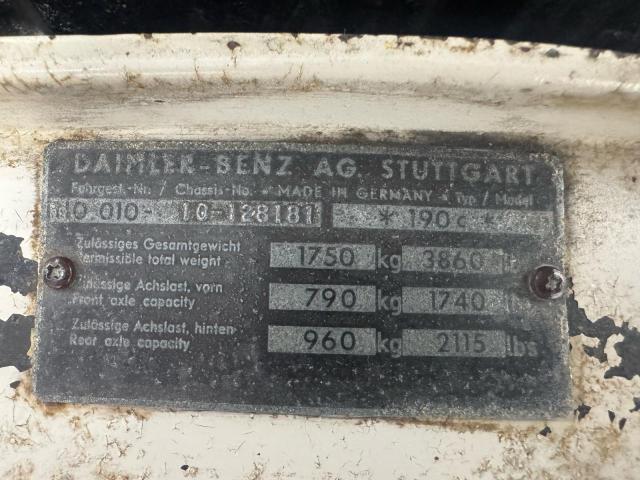 DAIMLER-BENZ AG. STUTTGART
Fahrgest.-Nr. / Chassis-No. * MADE IN GERMANY * Typ / Model
110 010- 10-128181 * 190 c *
Zulässiges Gesamtgewicht 1750 kg 3860
Permissible total weight
Zulässige Achslast, vorn 790 kg 1740
Front axle capacity
Zulässige Achslast, hinten 960 kg 2115 lbs
Rear axle capacity